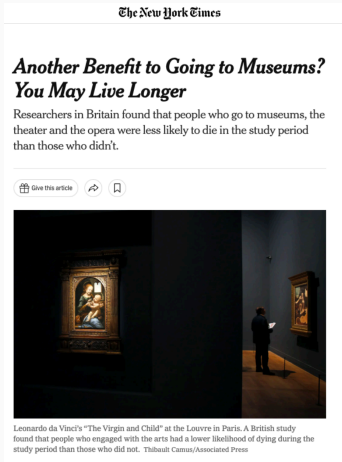 The New York Times
Another Benefit to Going to Museums?
You May Live Longer
Researchers in Britain found that people who go to museums, the
theater and the opera were less likely to die in the study period
than those who didn't.
Give this article
Leonardo da Vinci's “The Virgin and Child” at the Louvre in Paris. A British study
found that people who engaged with the arts had a lower likelihood of dying during the
study period than those who did not. Thibault Camus/Associated Press